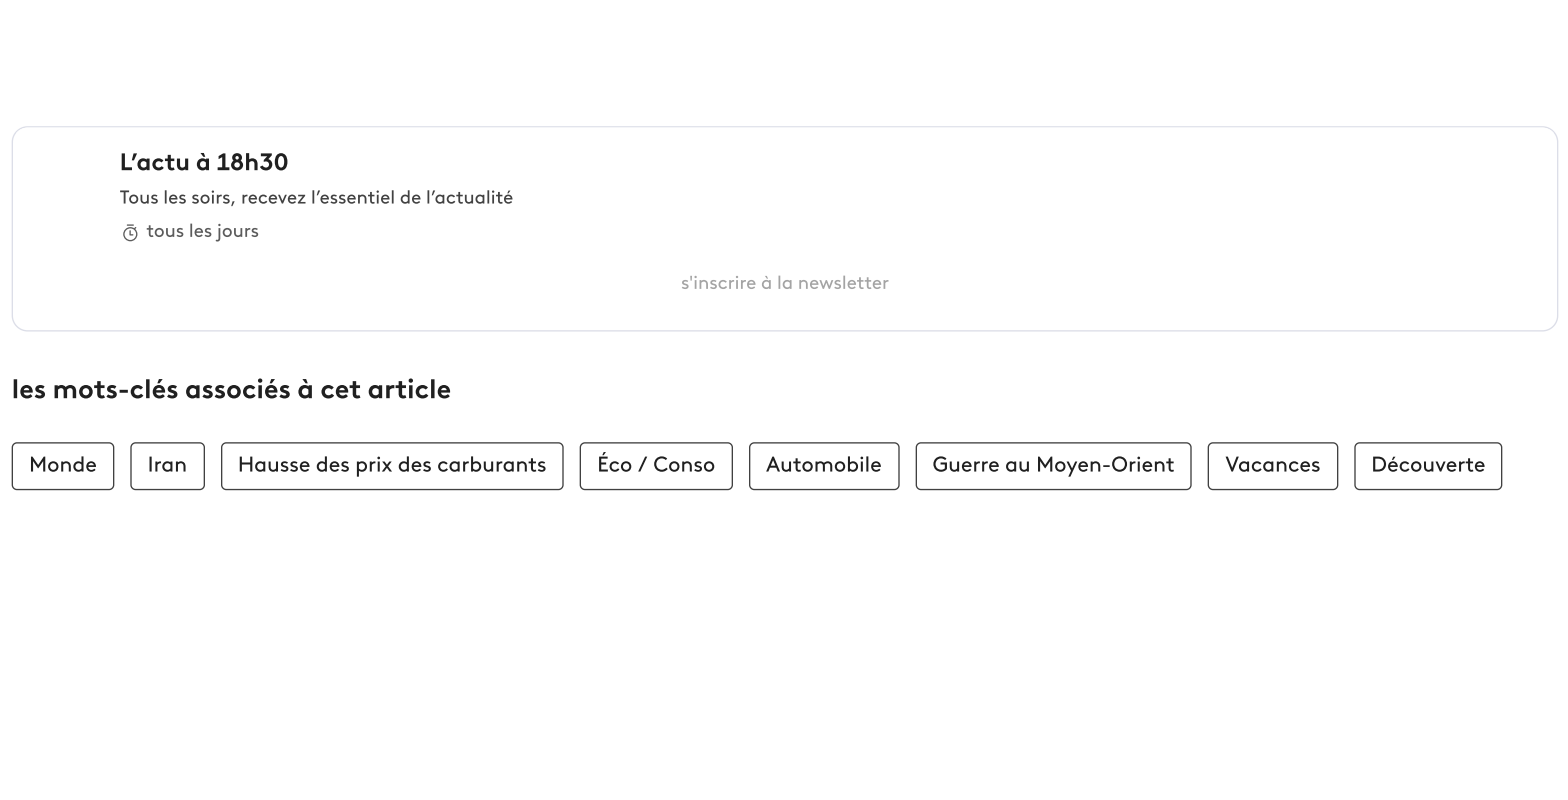 L’actu à 18h30
Tous les soirs, recevez l’essentiel de l’actualité
tous les jours
s'inscrire à la newsletter
les mots-clés associés à cet article
Monde Iran Hausse des prix des carburants Éco / Conso Automobile Guerre au Moyen-Orient Vacances Découverte